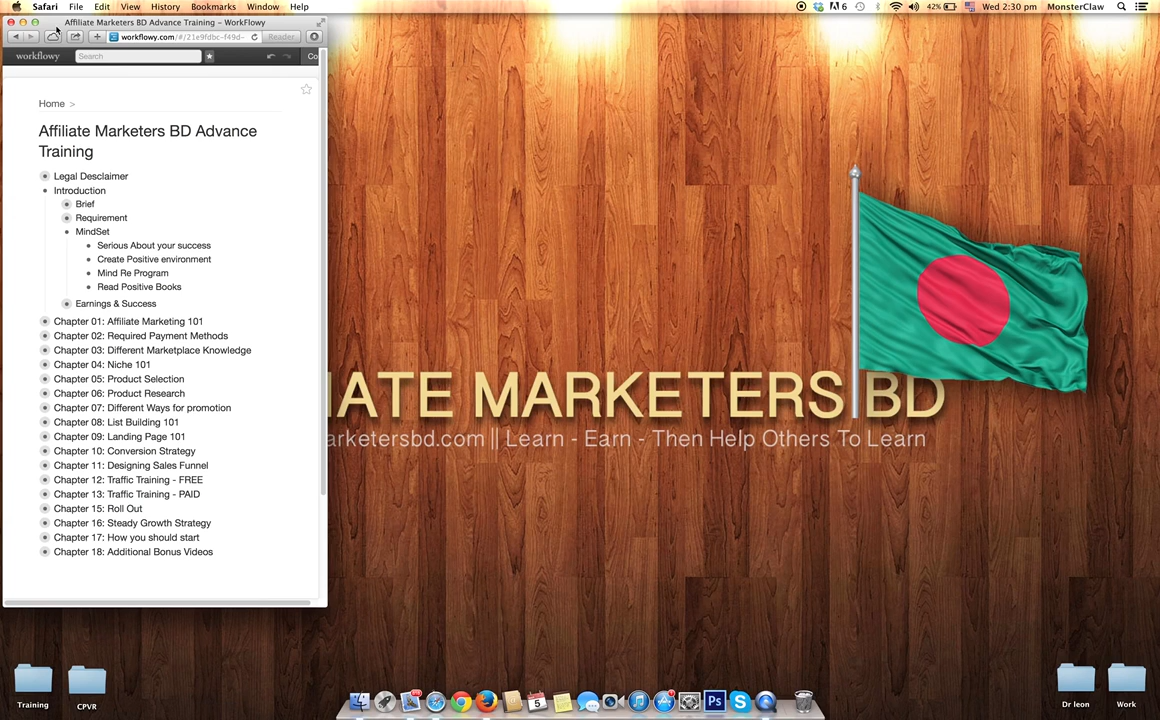 Safari File Edit View History Bookmarks Window Help
6 42% Wed 2:30 pm MonsterClaw
Affiliate Marketers BD Advance Training – WorkFlowy
workflowy.com/#/21e9fdbc-f49d-
Reader
workflowy
Search
Co
Home >
Affiliate Marketers BD Advance
Training
Legal Desclaimer
Introduction
Brief
Requirement
MindSet
Serious About your success
Create Positive environment
Mind Re Program
Read Positive Books
Earnings & Success
Chapter 01: Affiliate Marketing 101
Chapter 02: Required Payment Methods
Chapter 03: Different Marketplace Knowledge
Chapter 04: Niche 101
Chapter 05: Product Selection
Chapter 06: Product Research
Chapter 07: Different Ways for promotion
Chapter 08: List Building 101
Chapter 09: Landing Page 101
Chapter 10: Conversion Strategy
Chapter 11: Designing Sales Funnel
Chapter 12: Traffic Training - FREE
Chapter 13: Traffic Training - PAID
Chapter 15: Roll Out
Chapter 16: Steady Growth Strategy
Chapter 17: How you should start
Chapter 18: Additional Bonus Videos
IATE MARKETERS BD
arketersbd.com || Learn - Earn - Then Help Others To Learn
Training
CPVR
5
Ps
Dr leon
Work